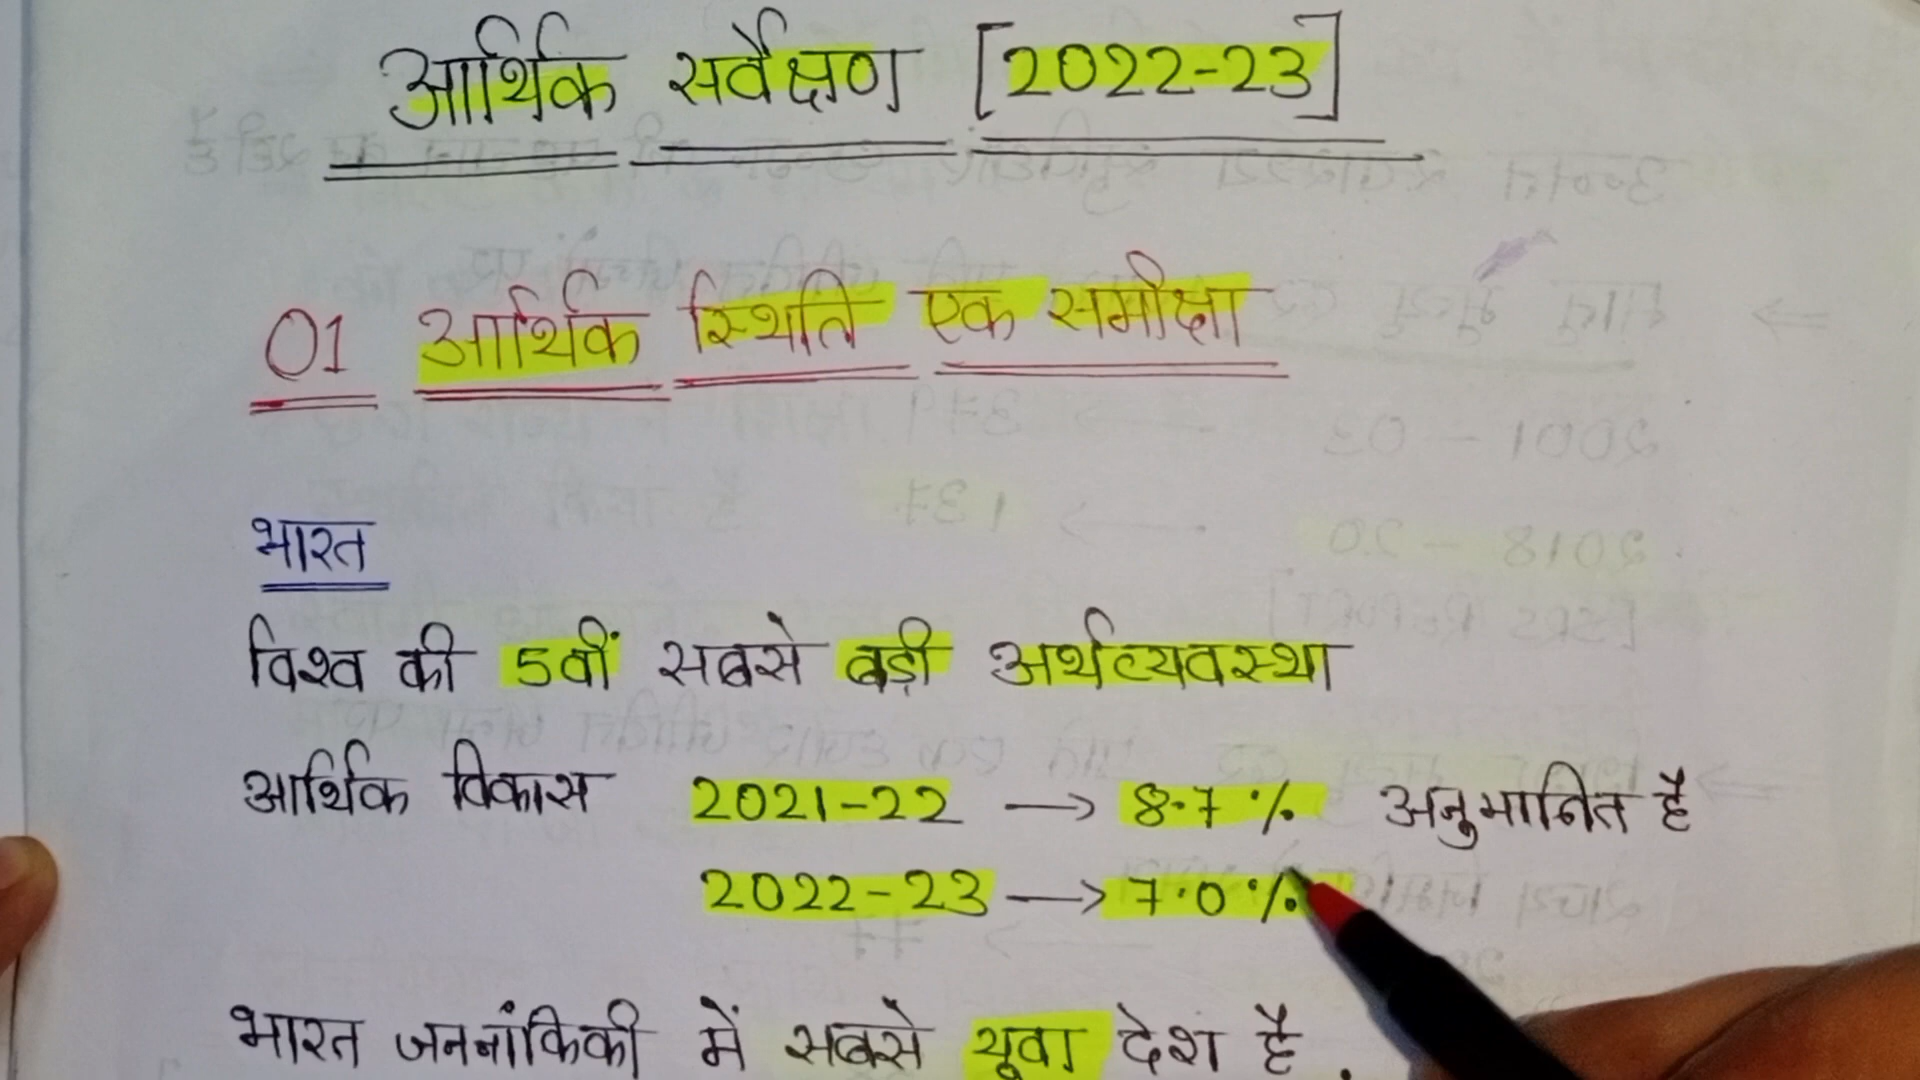 आर्थिक सर्वेक्षण [2022-23]
01 आर्थिक स्थिति एक समीक्षा
भारत
विश्व की 5वीं सबसे बड़ी अर्थव्यवस्था
आर्थिक विकास 2021-22 → 8.7% अनुमानित है
2022-23 → 7.0%
भारत जननांकिकी में सबसे यूवा देश है.